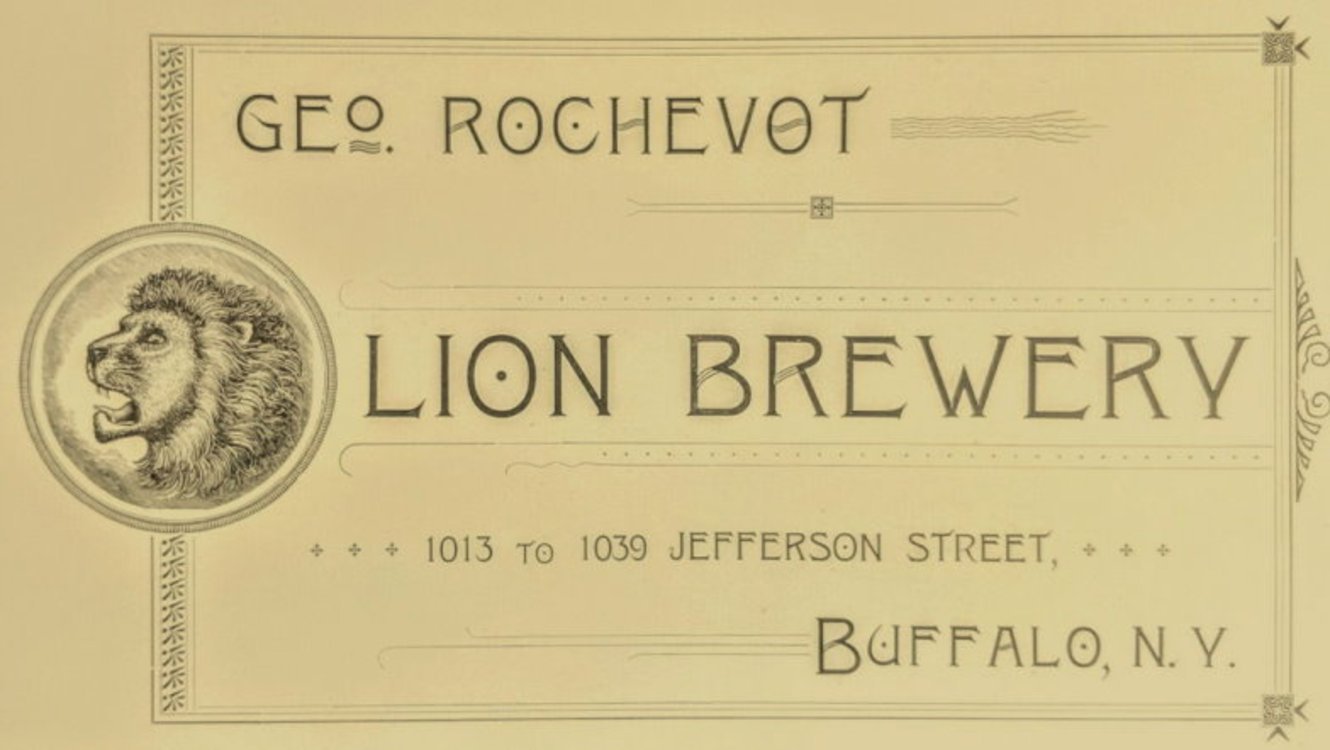 GEO. ROCHEVOT
LION BREWERY
1013 TO 1039 JEFFERSON STREET,
BUFFALO, N. Y.